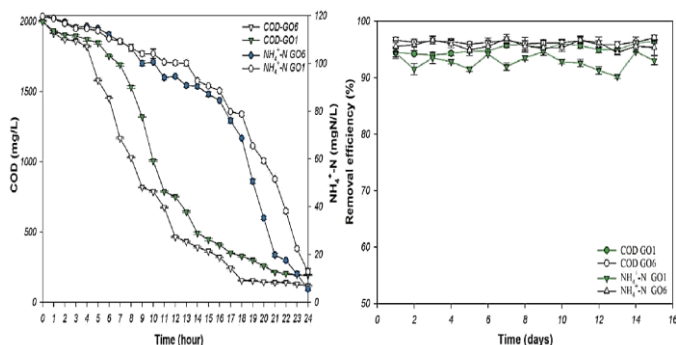 COD-GO6
COD-GO1
NH₄⁺-N GO6
NH₄⁺-N GO1
2000
1500
1000
500
0
COD (mg/L)
120
100
80
60
40
20
0
NH₄⁺-N (mgN/L)
0 1 2 3 4 5 6 7 8 9 10 11 12 13 14 15 16 17 18 19 20 21 22 23 24
Time (hour)
100
90
80
70
60
50
Removal efficiency (%)
COD GO1
COD GO6
NH₄⁺-N GO1
NH₄⁺-N GO6
0 2 4 6 8 10 12 14 16
Time (days)